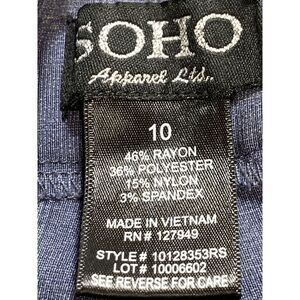 SOHO
Apparel Ltd.
10
46% RAYON
36% POLYESTER
15% NYLON
3% SPANDEX
MADE IN VIETNAM
RN# 127949
STYLE# 10128353RS
LOT# 10006602
SEE REVERSE FOR CARE